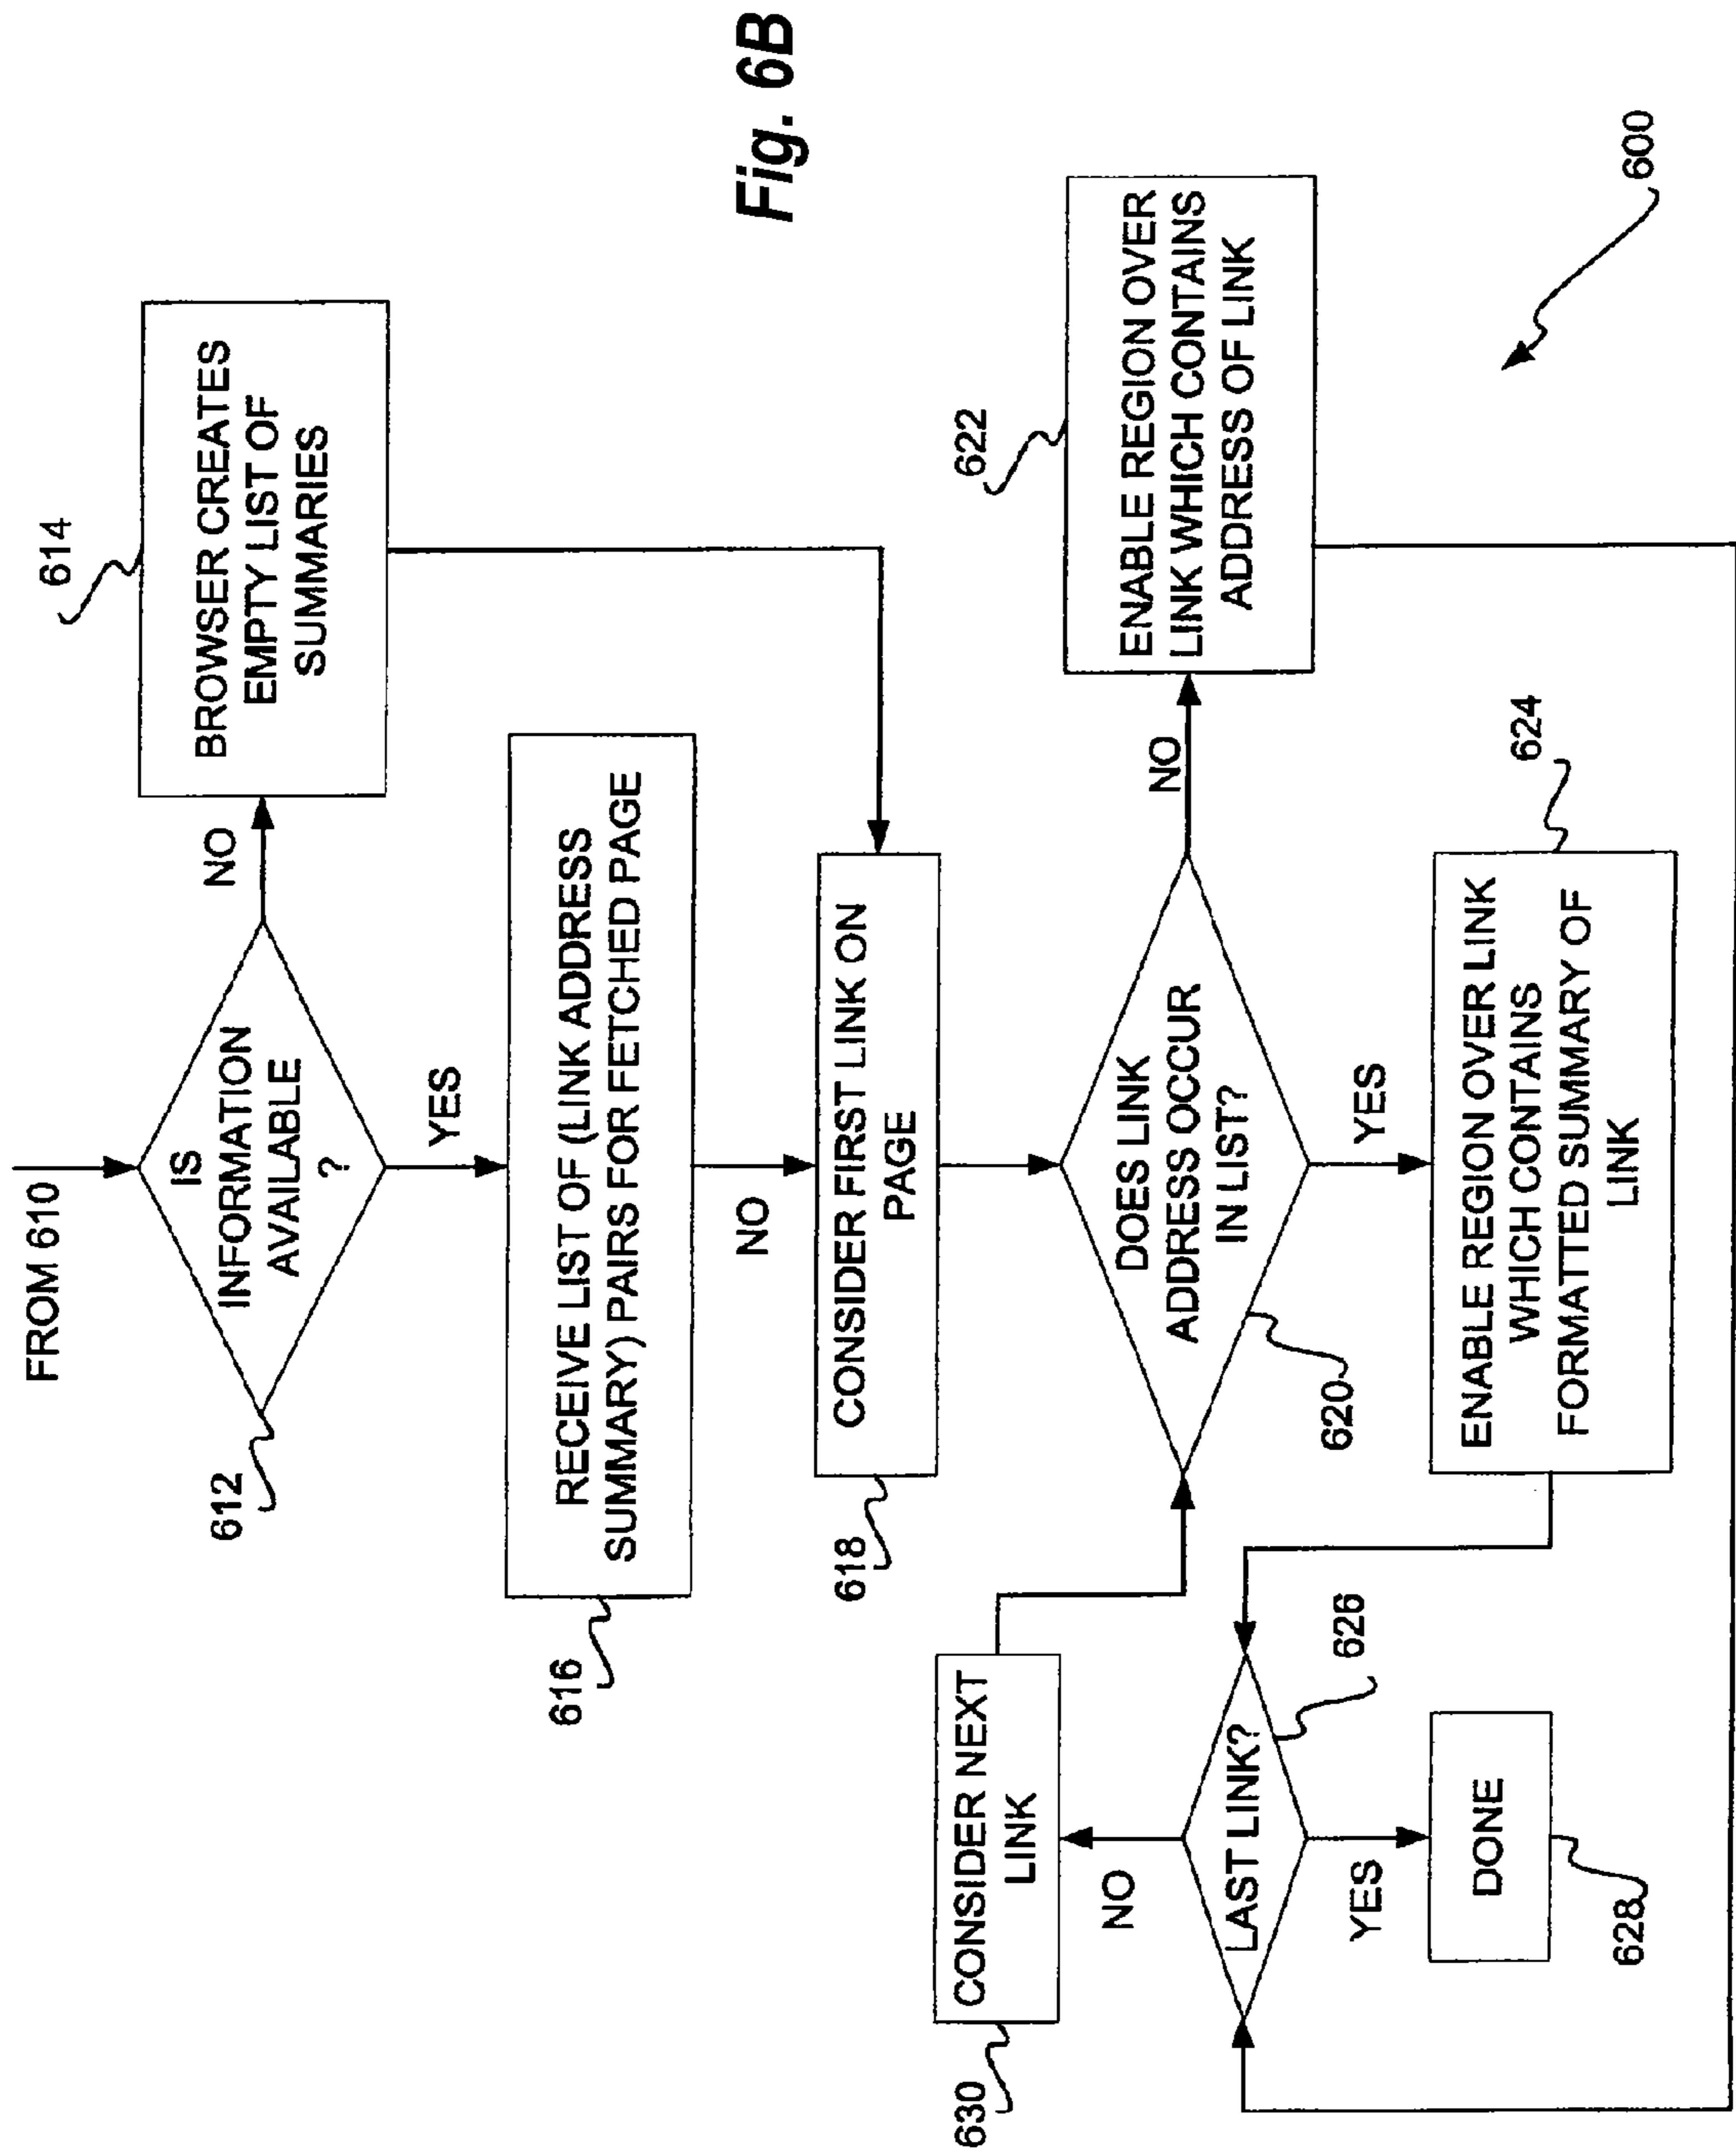 FROM 610
IS
INFORMATION
AVAILABLE
?
612
NO
BROWSER CREATES
EMPTY LIST OF
SUMMARIES
614
YES
RECEIVE LIST OF (LINK ADDRESS
SUMMARY) PAIRS FOR FETCHED PAGE
616
NO
CONSIDER FIRST LINK ON
PAGE
618
DOES LINK
ADDRESS OCCUR
IN LIST?
620
NO
ENABLE REGION OVER
LINK WHICH CONTAINS
ADDRESS OF LINK
622
YES
ENABLE REGION OVER LINK
WHICH CONTAINS
FORMATTED SUMMARY OF
LINK
624
CONSIDER NEXT
LINK
630
NO
LAST LINK?
626
YES
DONE
628
600
Fig. 6B